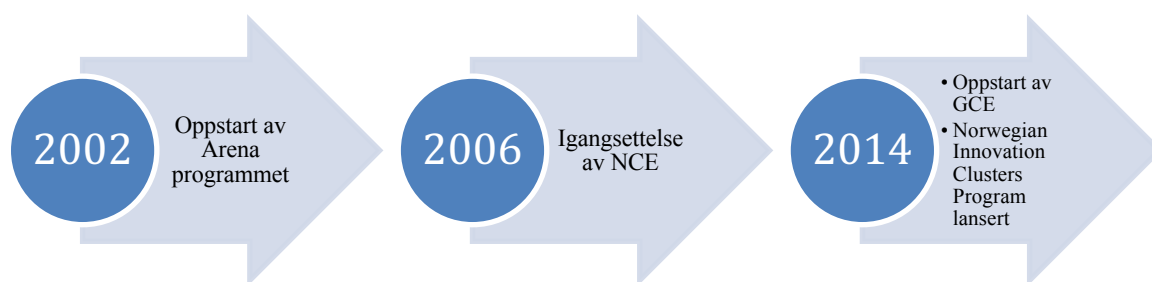 2002
Oppstart av
Arena
programmet
2006
Igangsettelse
av NCE
2014
• Oppstart av
GCE
• Norwegian
Innovation
Clusters
Program
lansert